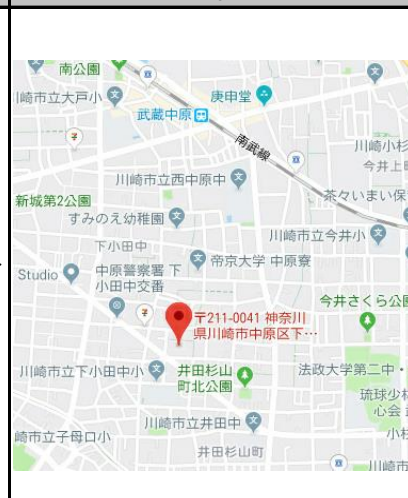 南公園
崎市立大戸小
庚申堂
武蔵中原
南武線
川崎小杉
今井上町
川崎市立西中原中
茶々いまい保
新城第2公園
すみのえ幼稚園
川崎市立今井小
下小田中
帝京大学 中原寮
Studio
中原警察署 下
小田中交番
今井さくら公園
〒211-0041 神奈川
県川崎市中原区下…
川崎市立下小田中小
井田杉山
町北公園
法政大学第二中・
琉球少林
心会
川崎市立井田中
崎市立子母口小
井田杉山町
川崎市